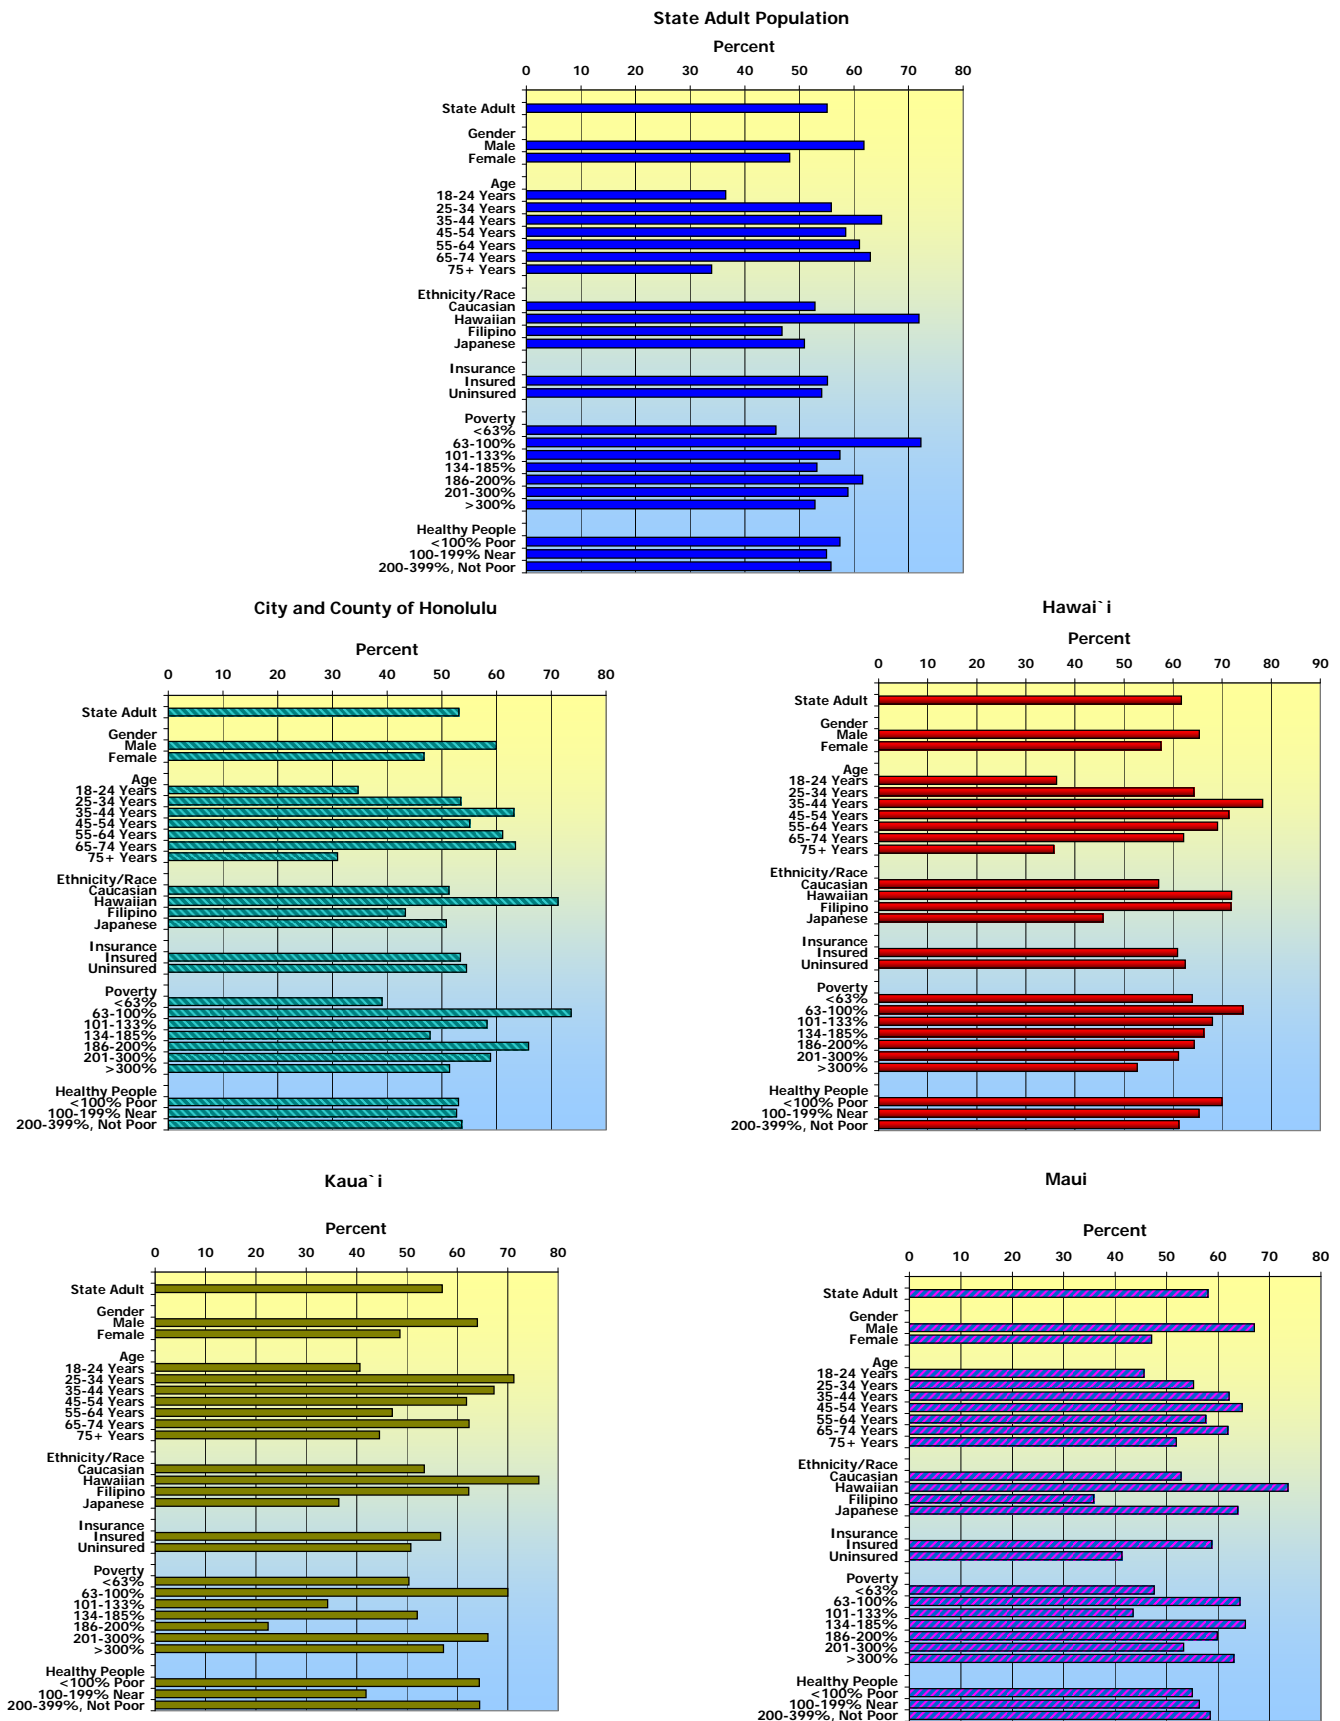 State Adult Population
Percent
0 10 20 30 40 50 60 70 80
State Adult
Gender
Male
Female
Age
18-24 Years
25-34 Years
35-44 Years
45-54 Years
55-64 Years
65-74 Years
75+ Years
Ethnicity/Race
Caucasian
Hawaiian
Filipino
Japanese
Insurance
Insured
Uninsured
Poverty
<63%
63-100%
101-133%
134-185%
186-200%
201-300%
>300%
Healthy People
<100% Poor
100-199% Near
200-399%, Not Poor
City and County of Honolulu
Percent
0 10 20 30 40 50 60 70 80
State Adult
Gender
Male
Female
Age
18-24 Years
25-34 Years
35-44 Years
45-54 Years
55-64 Years
65-74 Years
75+ Years
Ethnicity/Race
Caucasian
Hawaiian
Filipino
Japanese
Insurance
Insured
Uninsured
Poverty
<63%
63-100%
101-133%
134-185%
186-200%
201-300%
>300%
Healthy People
<100% Poor
100-199% Near
200-399%, Not Poor
Hawai`i
Percent
0 10 20 30 40 50 60 70 80 90
State Adult
Gender
Male
Female
Age
18-24 Years
25-34 Years
35-44 Years
45-54 Years
55-64 Years
65-74 Years
75+ Years
Ethnicity/Race
Caucasian
Hawaiian
Filipino
Japanese
Insurance
Insured
Uninsured
Poverty
<63%
63-100%
101-133%
134-185%
186-200%
201-300%
>300%
Healthy People
<100% Poor
100-199% Near
200-399%, Not Poor
Kaua`i
Percent
0 10 20 30 40 50 60 70 80
State Adult
Gender
Male
Female
Age
18-24 Years
25-34 Years
35-44 Years
45-54 Years
55-64 Years
65-74 Years
75+ Years
Ethnicity/Race
Caucasian
Hawaiian
Filipino
Japanese
Insurance
Insured
Uninsured
Poverty
<63%
63-100%
101-133%
134-185%
186-200%
201-300%
>300%
Healthy People
<100% Poor
100-199% Near
200-399%, Not Poor
Maui
Percent
0 10 20 30 40 50 60 70 80
State Adult
Gender
Male
Female
Age
18-24 Years
25-34 Years
35-44 Years
45-54 Years
55-64 Years
65-74 Years
75+ Years
Ethnicity/Race
Caucasian
Hawaiian
Filipino
Japanese
Insurance
Insured
Uninsured
Poverty
<63%
63-100%
101-133%
134-185%
186-200%
201-300%
>300%
Healthy People
<100% Poor
100-199% Near
200-399%, Not Poor